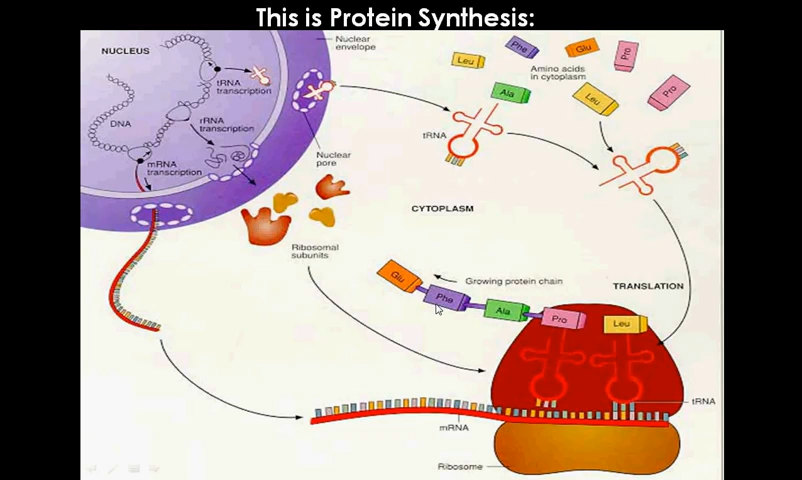 This is Protein Synthesis:
NUCLEUS
Nuclear
envelope
tRNA
transcription
DNA
rRNA
transcription
mRNA
transcription
Nuclear
pore
Ribosomal
subunits
Leu
Phe
Glu
Pro
Amino acids
in cytoplasm
Ala
Leu
Pro
tRNA
CYTOPLASM
TRANSLATION
Growing protein chain
Glu
Phe
Ala
Pro
Leu
tRNA
mRNA
Ribosome